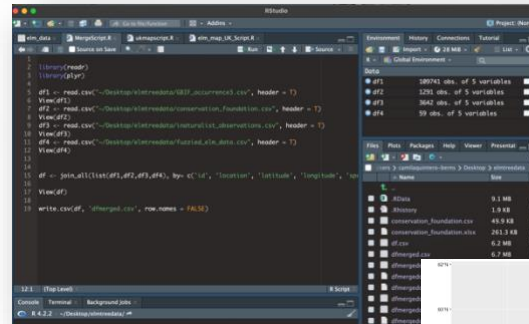 RStudio
Go to file/function
Addins
Project: (None)
elm_data
MergeScript.R
ukmapscript.R
elm_map_UK_Script.R
Source on Save
Run
Source
1
2 library(readr)
3 library(plyr)
4
5 df1 <- read.csv("~/Desktop/elmtreedata/GBIF_occurrence3.csv", header = T)
6 View(df1)
7 df2 <- read.csv("~/Desktop/elmtreedata/conservation_foundation.csv", header = T)
8 View(df2)
9 df3 <- read.csv("~/Desktop/elmtreedata/inaturalist_observations.csv", header = T)
10 View(df3)
11 df4 <- read.csv("~/Desktop/elmtreedata/fuzzied_elm_data.csv", header = T)
12 View(df4)
13
14
15 df <- join_all(list(df1,df2,df3,df4), by= c('id', 'location', 'latitude', 'longitude',
16
17 View(df)
18
19 write.csv(df, 'dfmerged.csv', row.names = FALSE)
12:1 (Top Level)
R Script
Console Terminal Background Jobs
R 4.2.2 · ~/Desktop/elmtreedata/
Environment History Connections Tutorial
Import 28 MiB List
R Global Environment
Data
df1 109741 obs. of 5 variables
df2 1291 obs. of 5 variables
df3 3642 obs. of 5 variables
df4 59 obs. of 5 variables
Files Plots Packages Help Viewer
Desktop elmtreedata
Name Size
..
.RData 9.1 MB
.Rhistory 1.9 KB
conservation_foundation.csv 49.9 KB
conservation_foundation.xlsx 261.3 KB
df.csv 6.2 MB
dfmerged.csv 6.7 MB